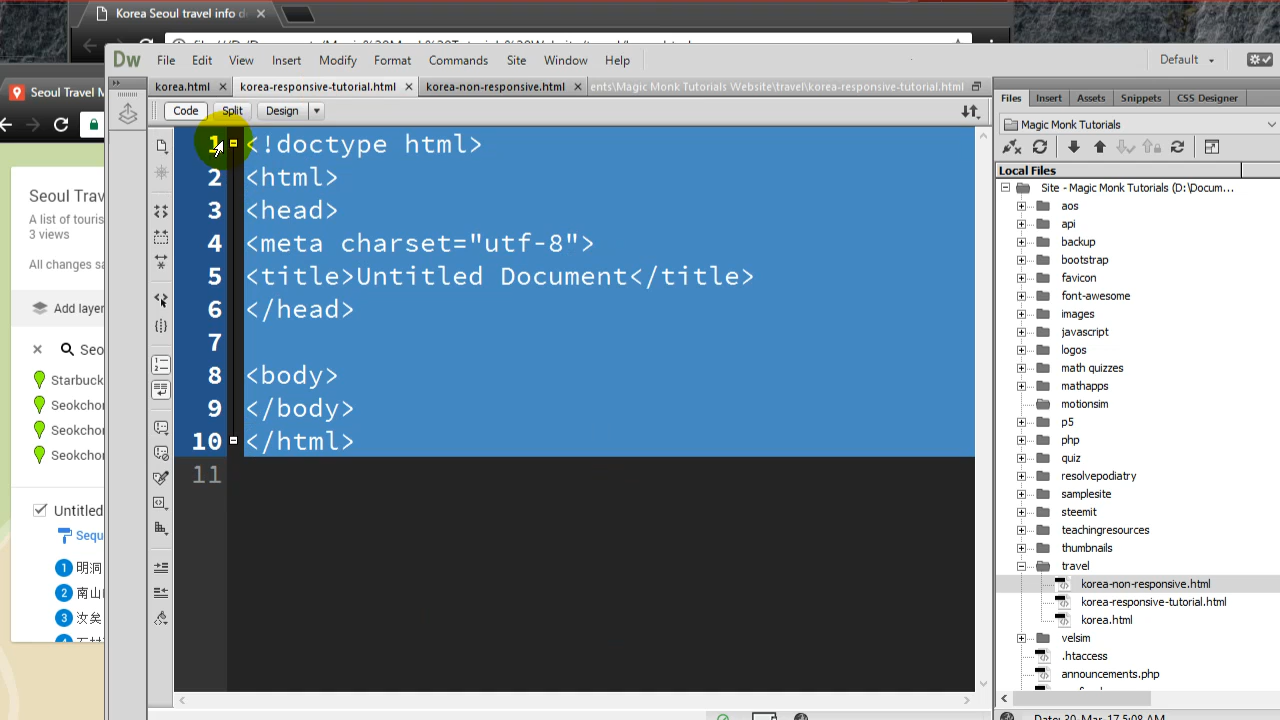 Korea Seoul travel info d
Dw File Edit View Insert Modify Format Commands Site Window Help
Default
korea.html korea-responsive-tutorial.html korea-non-responsive.html ents\Magic Monk Tutorials Website\travel\korea-responsive-tutorial.html
Code Split Design
1 <!doctype html>
2 <html>
3 <head>
4 <meta charset="utf-8">
5 <title>Untitled Document</title>
6 </head>
7
8 <body>
9 </body>
10 </html>
11
Seoul Travel M
Seoul Trav
A list of touris
3 views
All changes sa
Add layer
Seo
Starbuck
Seokchon
Seokchor
Seokchor
Untitled
Sequ
1 明洞
2 南山
3 汝矣
4
Files Insert Assets Snippets CSS Designer
Magic Monk Tutorials
Local Files
Site - Magic Monk Tutorials (D:\Docum...
aos
api
backup
bootstrap
favicon
font-awesome
images
javascript
logos
math quizzes
mathapps
motionsim
p5
php
quiz
resolvepodiatry
samplesite
steemit
teachingresources
thumbnails
travel
korea-non-responsive.html
korea-responsive-tutorial.html
korea.html
velsim
.htaccess
announcements.php